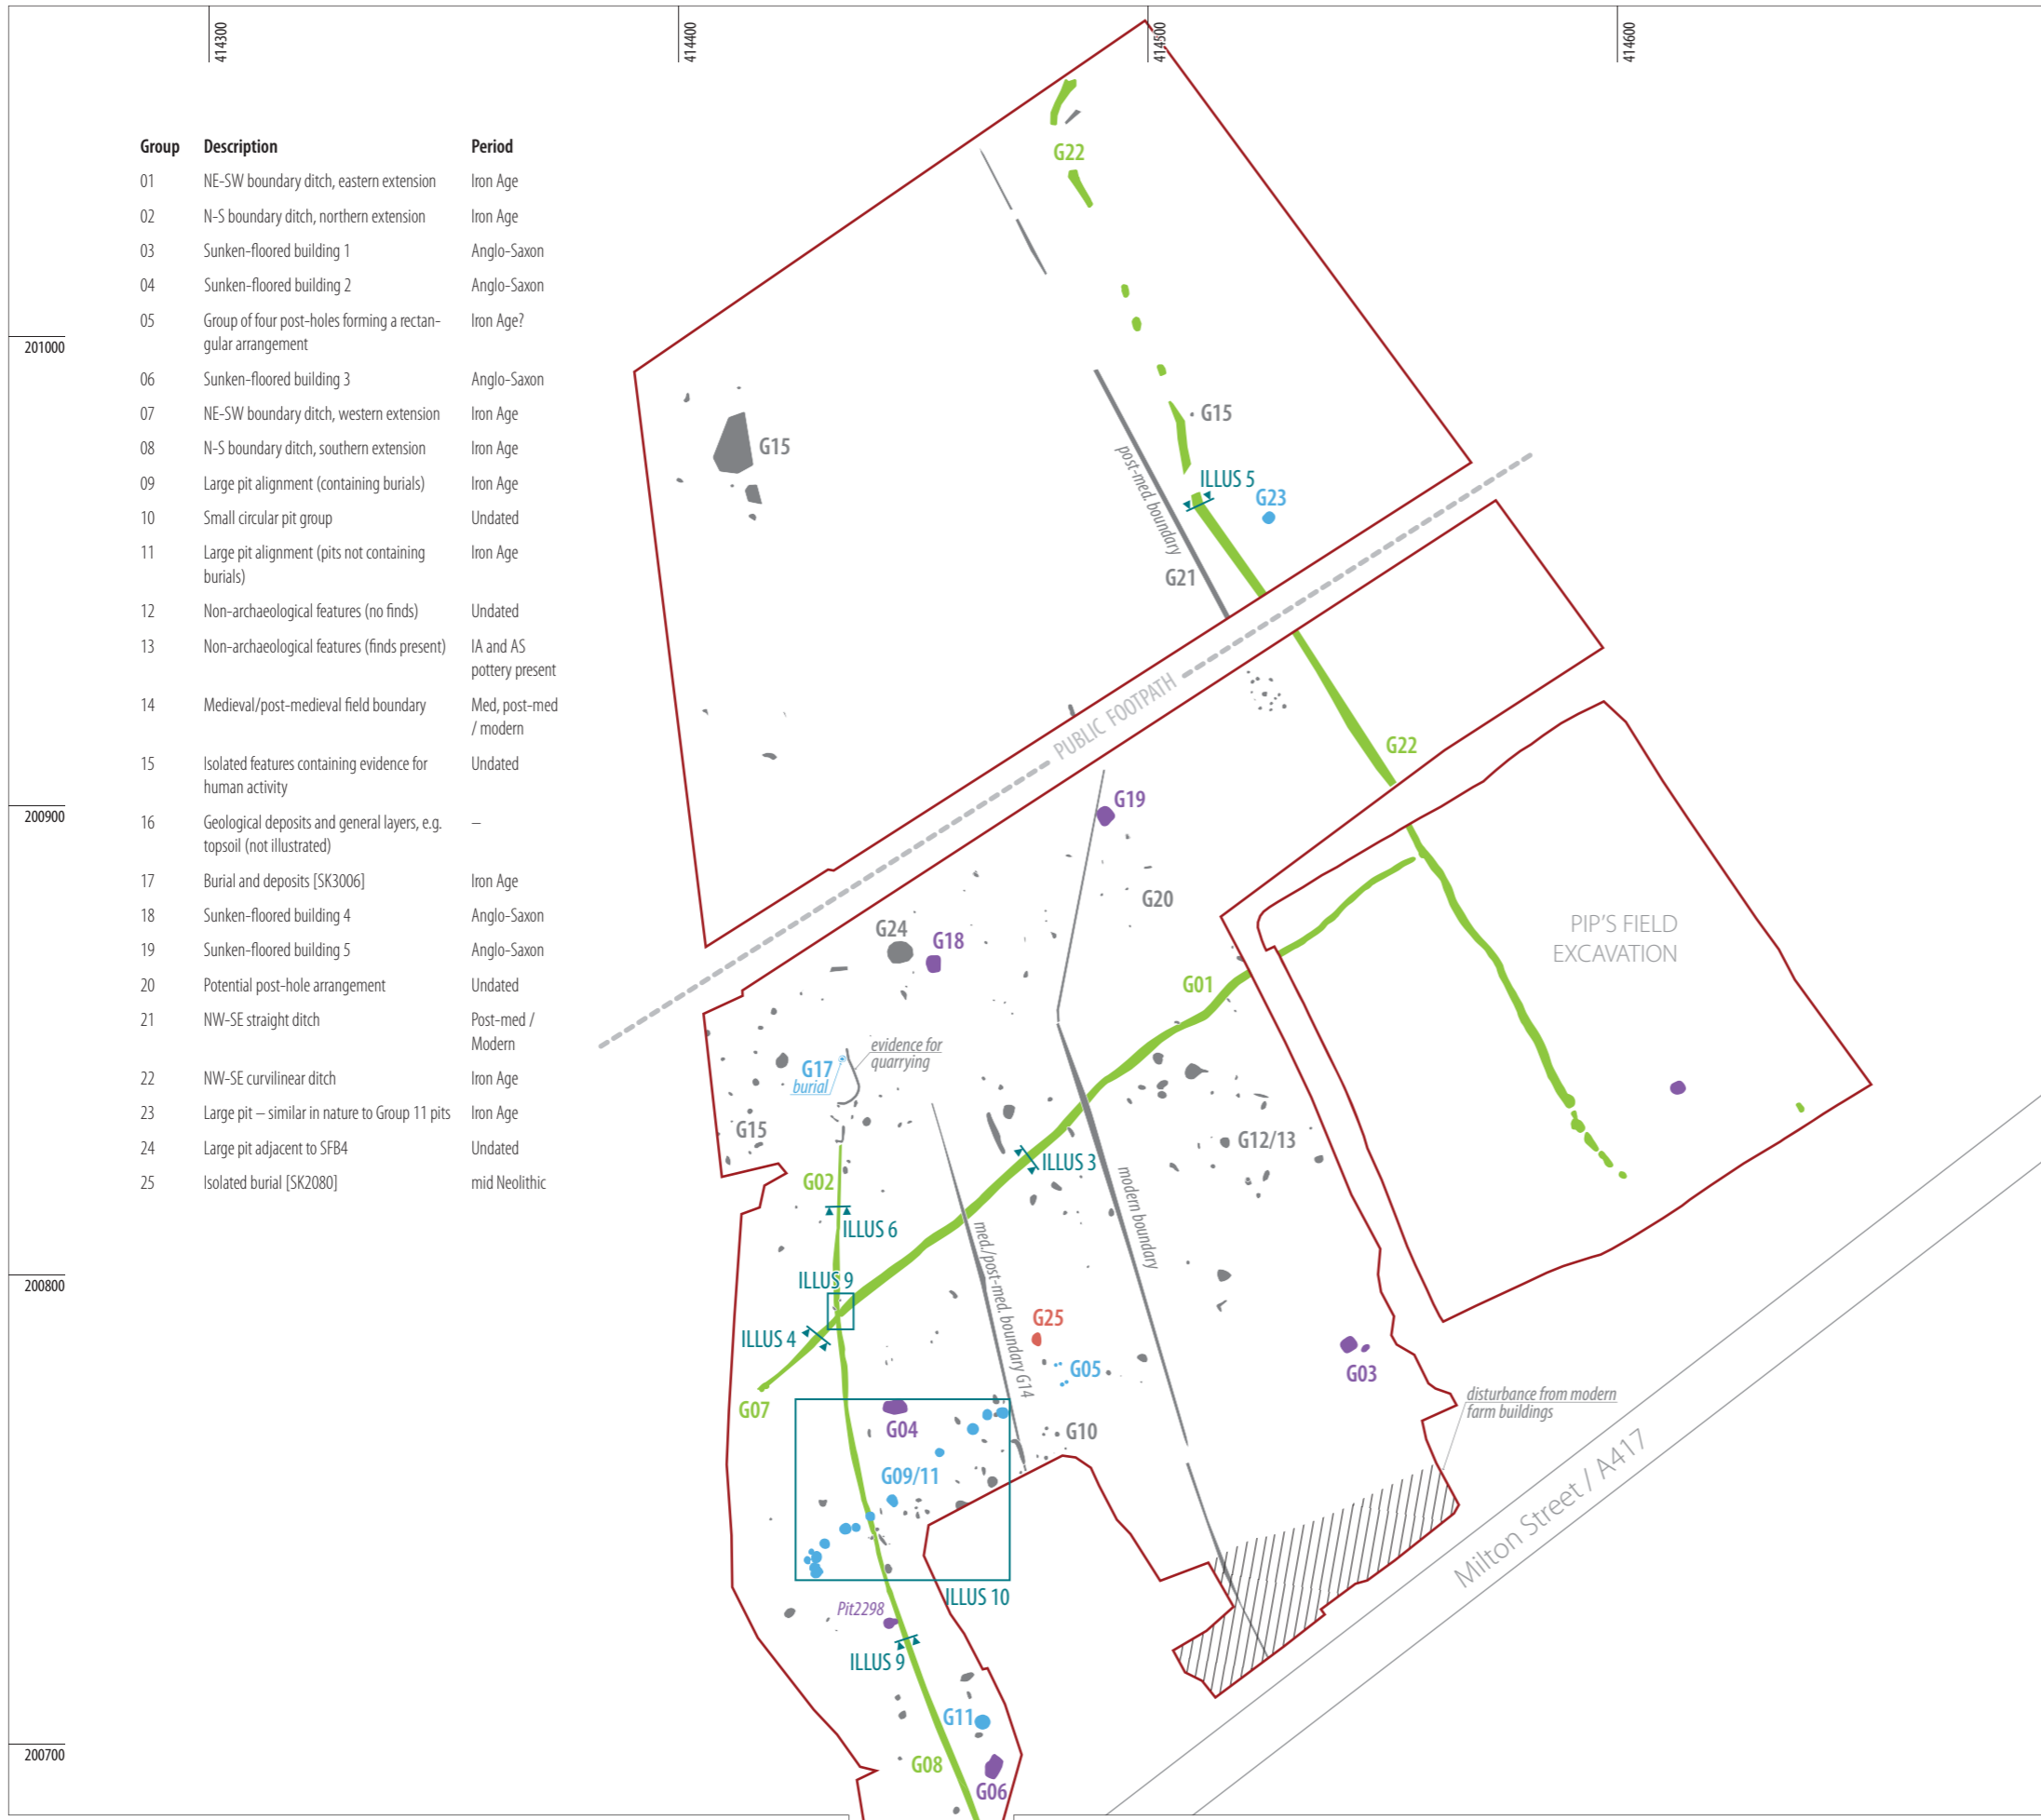 414300
414400
414500
414600
201000
200900
200800
200700
Group Description Period
01 NE-SW boundary ditch, eastern extension Iron Age
02 N-S boundary ditch, northern extension Iron Age
03 Sunken-floored building 1 Anglo-Saxon
04 Sunken-floored building 2 Anglo-Saxon
05 Group of four post-holes forming a rectan- Iron Age?
gular arrangement
06 Sunken-floored building 3 Anglo-Saxon
07 NE-SW boundary ditch, western extension Iron Age
08 N-S boundary ditch, southern extension Iron Age
09 Large pit alignment (containing burials) Iron Age
10 Small circular pit group Undated
11 Large pit alignment (pits not containing Iron Age
burials)
12 Non-archaeological features (no finds) Undated
13 Non-archaeological features (finds present) IA and AS
pottery present
14 Medieval/post-medieval field boundary Med, post-med
/ modern
15 Isolated features containing evidence for Undated
human activity
16 Geological deposits and general layers, e.g. –
topsoil (not illustrated)
17 Burial and deposits [SK3006] Iron Age
18 Sunken-floored building 4 Anglo-Saxon
19 Sunken-floored building 5 Anglo-Saxon
20 Potential post-hole arrangement Undated
21 NW-SE straight ditch Post-med /
Modern
22 NW-SE curvilinear ditch Iron Age
23 Large pit – similar in nature to Group 11 pits Iron Age
24 Large pit adjacent to SFB4 Undated
25 Isolated burial [SK2080] mid Neolithic
G22
G15
G15
post-med. boundary
ILLUS 5
G23
G21
PUBLIC FOOTPATH
G22
G19
G20
G24
G18
PIP'S FIELD
EXCAVATION
G01
evidence for
quarrying
G17
burial
G15
G12/13
ILLUS 3
G02
ILLUS 6
modern boundary
med./post-med. boundary G14
ILLUS 9
ILLUS 4
G25
G05
G03
G07
disturbance from modern
farm buildings
G04
G10
G09/11
Milton Street / A417
ILLUS 10
Pit2298
ILLUS 9
G11
G08
G06